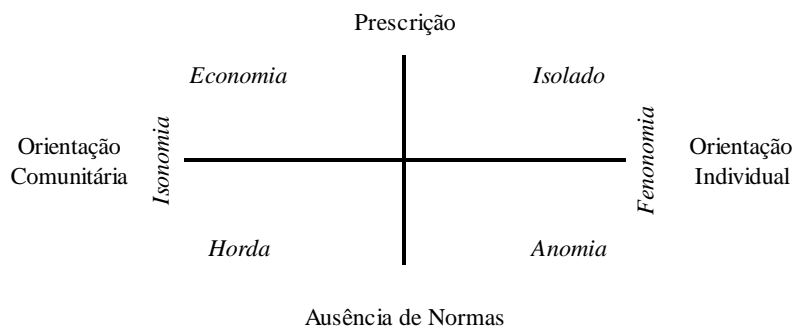 Prescrição
Economia
Isolado
Orientação
Comunitária
Isonomia
Fenonomia
Orientação
Individual
Horda
Anomia
Ausência de Normas